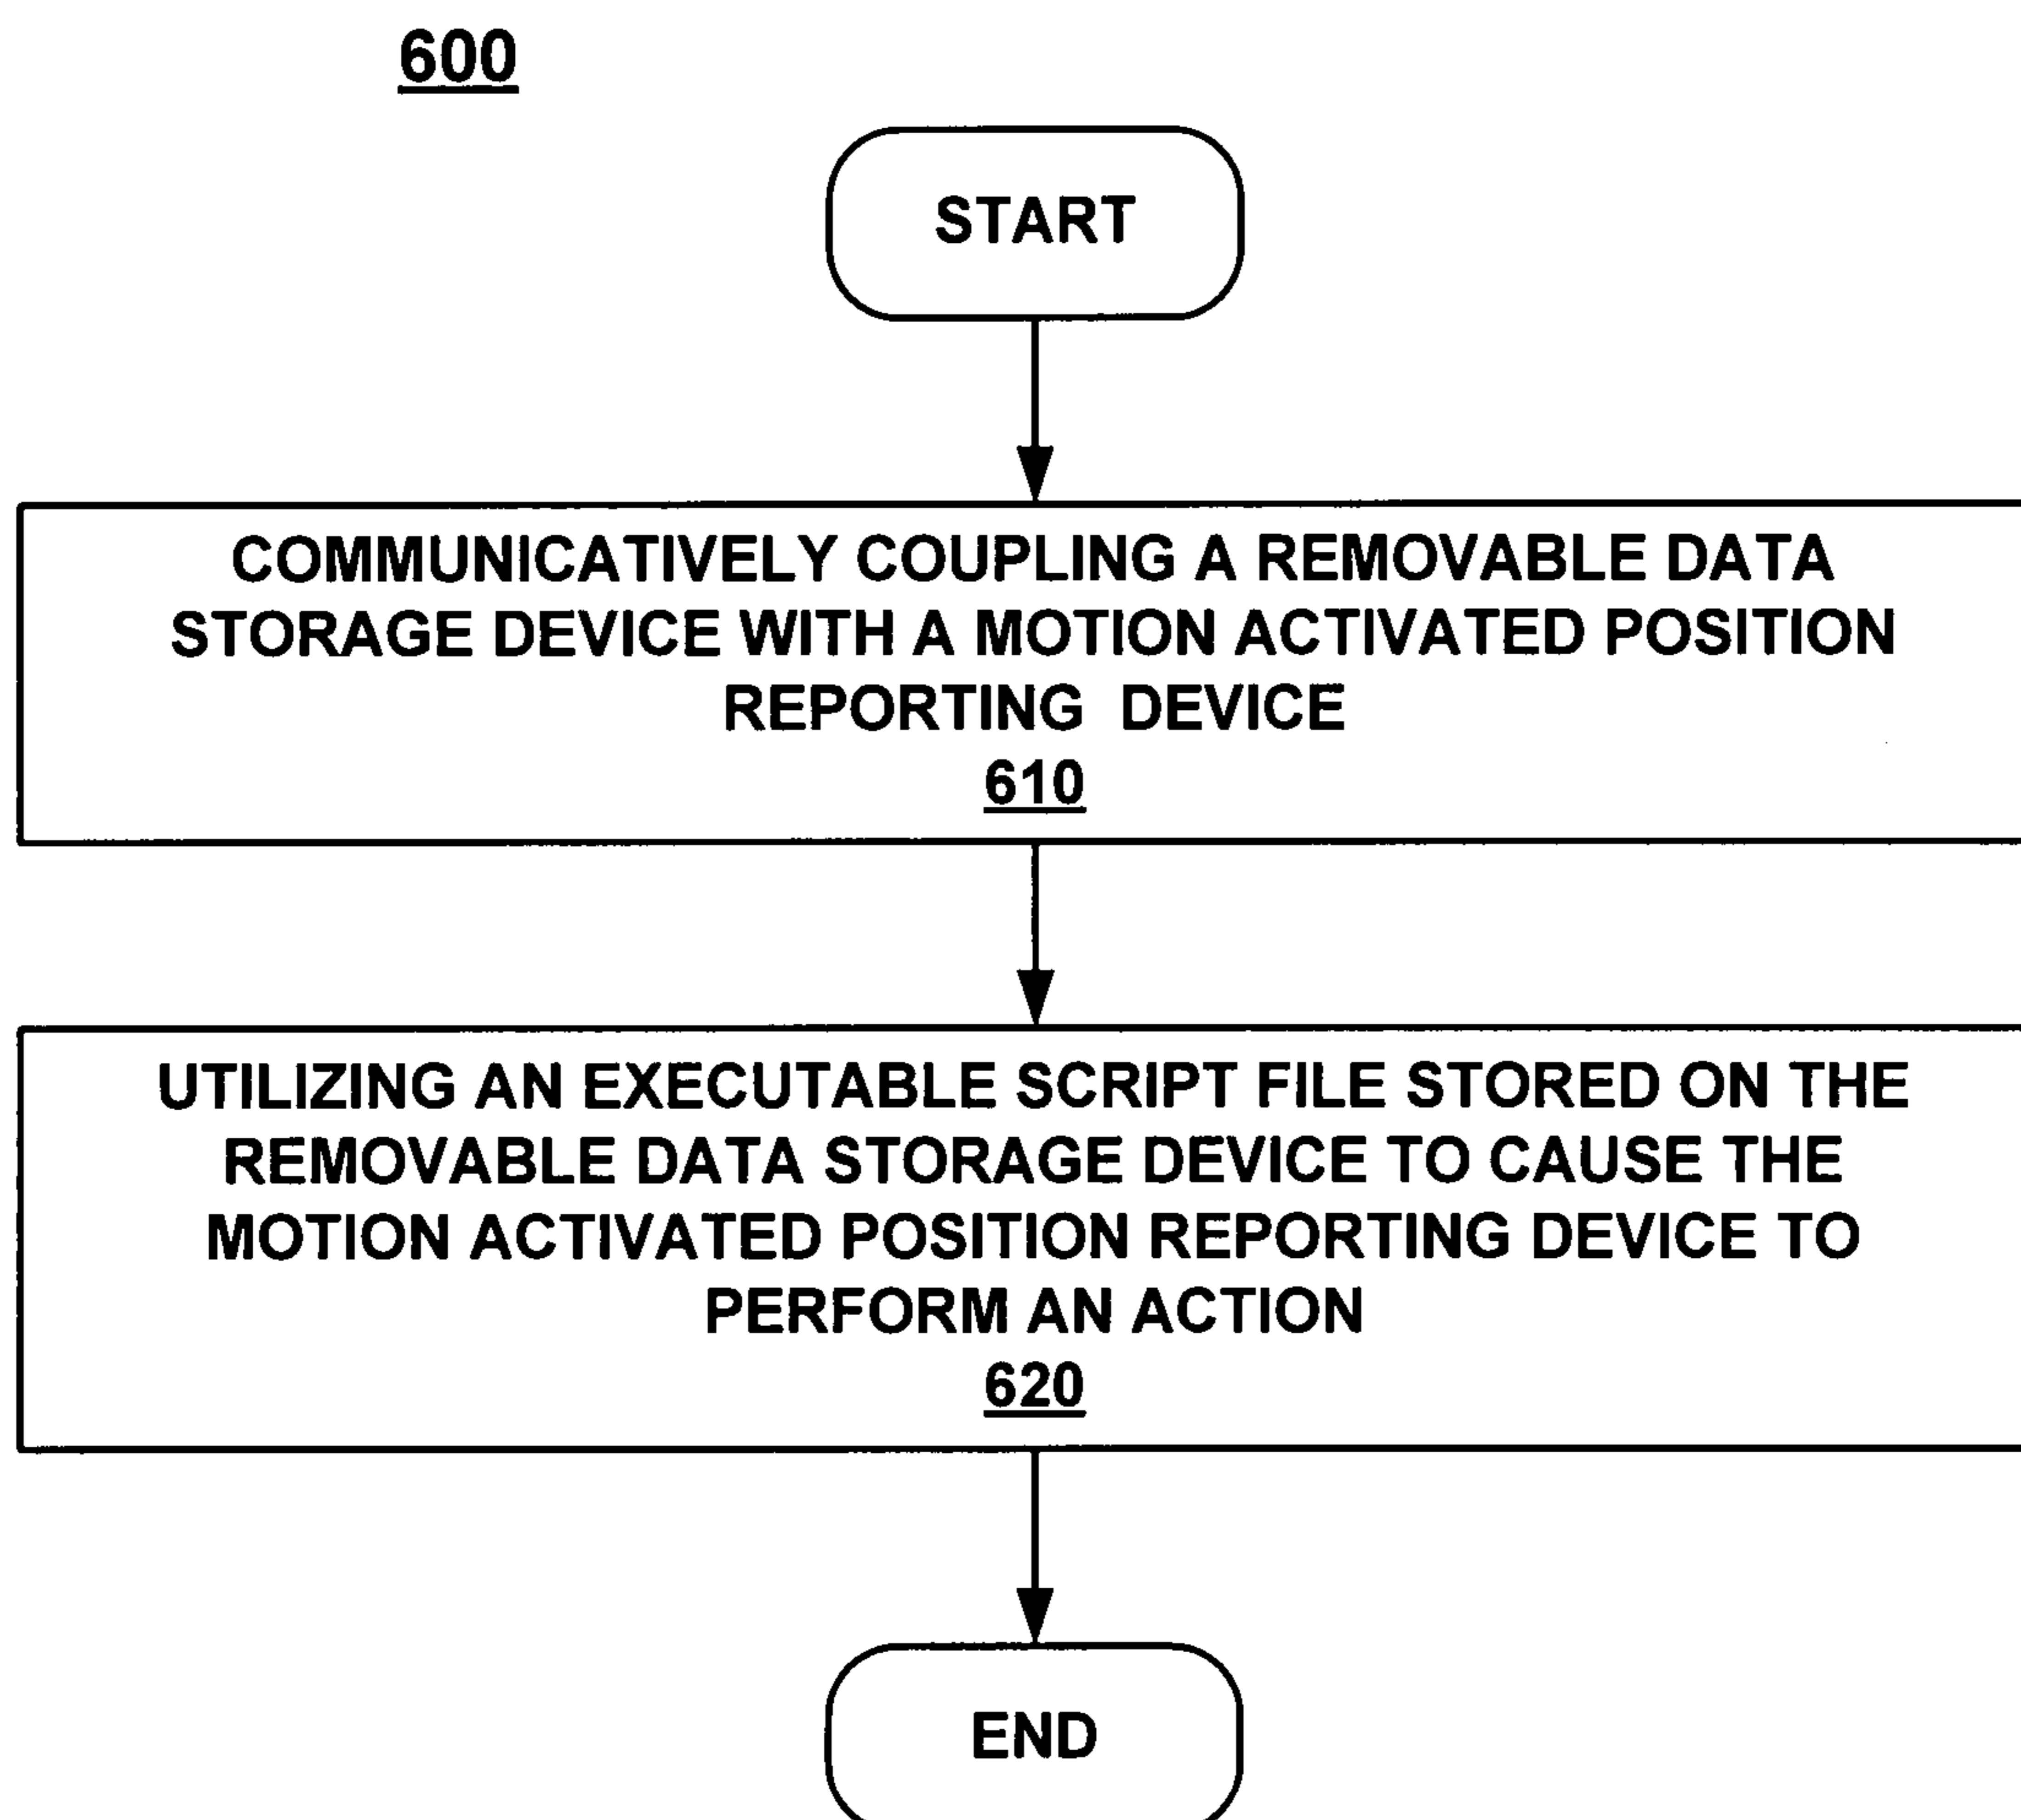 600
START
COMMUNICATIVELY COUPLING A REMOVABLE DATA
STORAGE DEVICE WITH A MOTION ACTIVATED POSITION
REPORTING DEVICE
610
UTILIZING AN EXECUTABLE SCRIPT FILE STORED ON THE
REMOVABLE DATA STORAGE DEVICE TO CAUSE THE
MOTION ACTIVATED POSITION REPORTING DEVICE TO
PERFORM AN ACTION
620
END